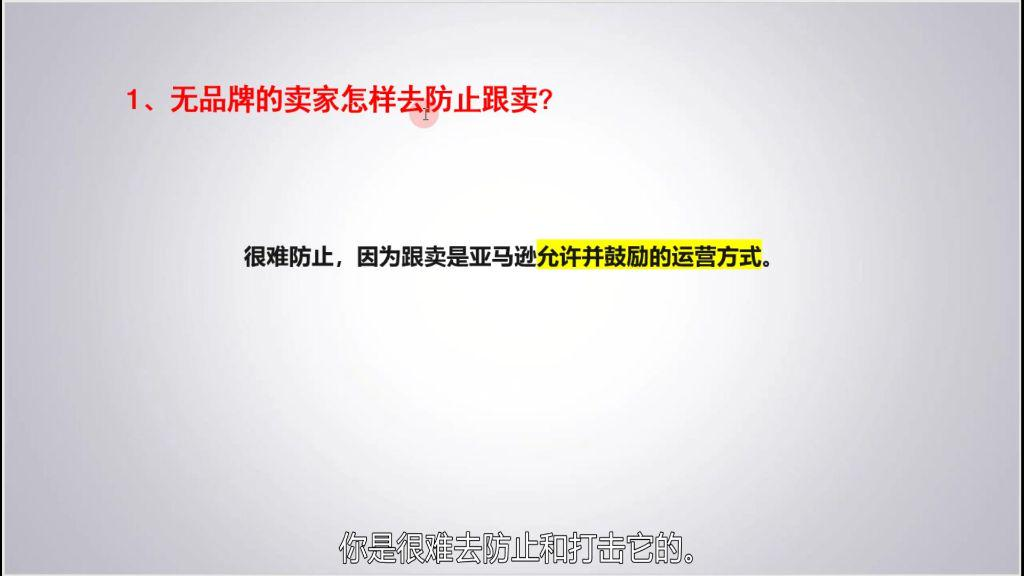 1、无品牌的卖家怎样去防止跟卖?
很难防止，因为跟卖是亚马逊允许并鼓励的运营方式。
你是很难去防止和打击它的。